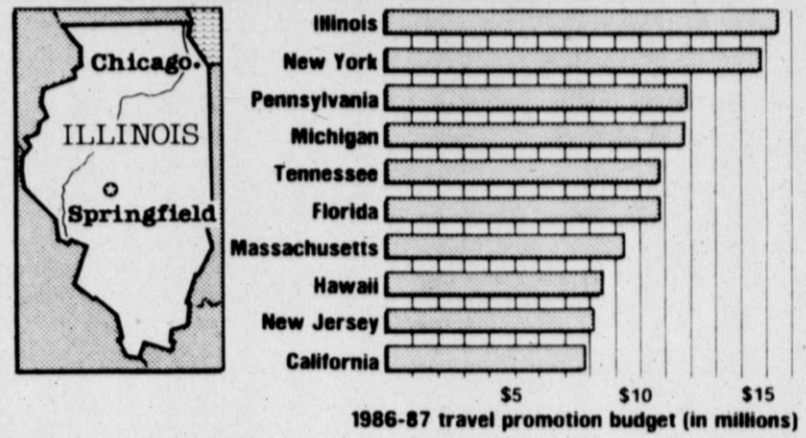 Chicago.
ILLINOIS
Springfield
Illinois
New York
Pennsylvania
Michigan
Tennessee
Florida
Massachusetts
Hawaii
New Jersey
California
$5 $10 $15
1986-87 travel promotion budget (in millions)